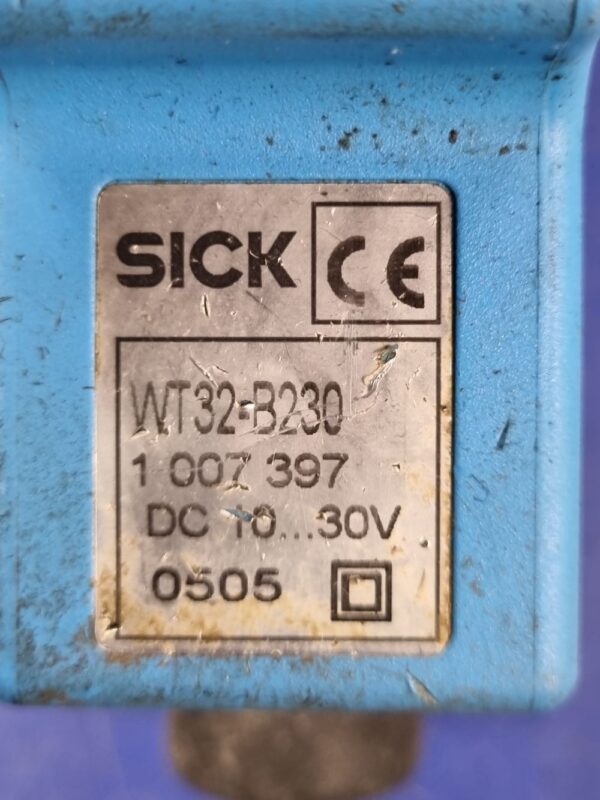 SICK CE
WT32-B230
1 007 397
DC 10...30V
0505